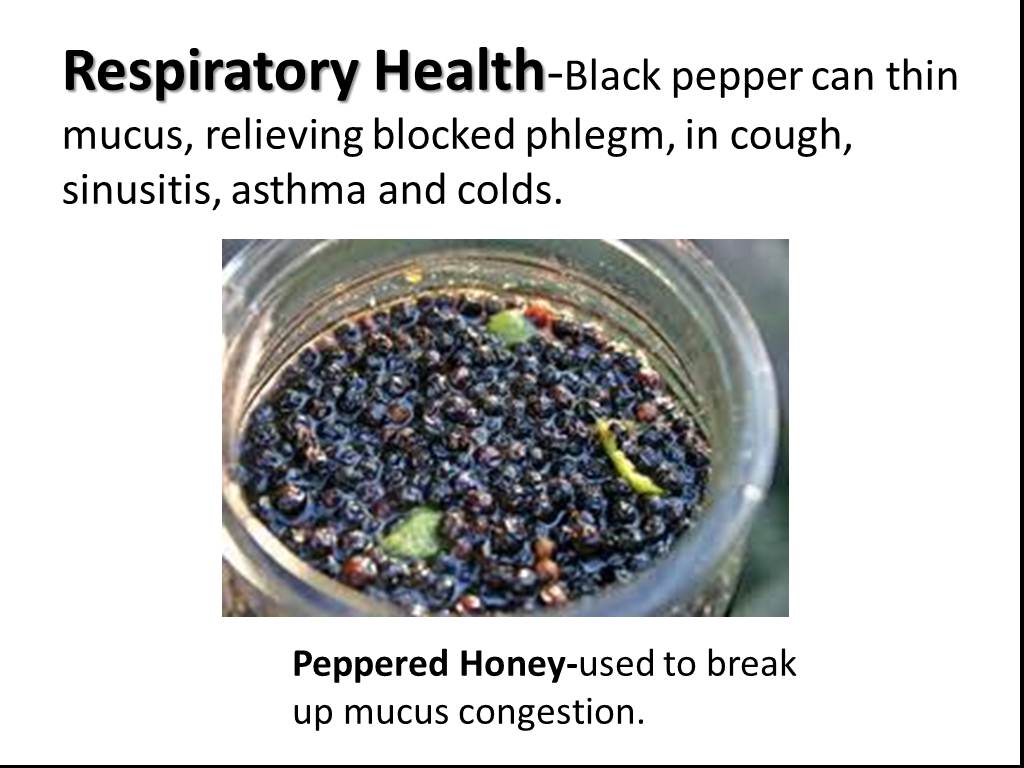 Respiratory Health-Black pepper can thin
mucus, relieving blocked phlegm, in cough,
sinusitis, asthma and colds.
Peppered Honey-used to break
up mucus congestion.